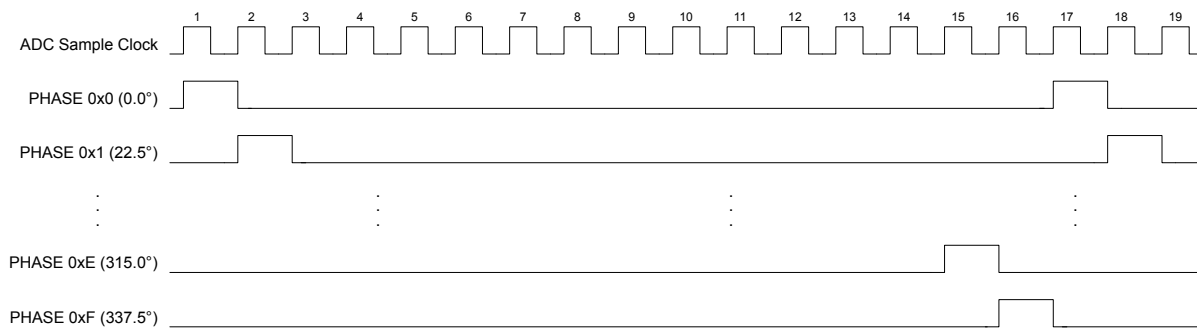 1 2 3 4 5 6 7 8 9 10 11 12 13 14 15 16 17 18 19
ADC Sample Clock
PHASE 0x0 (0.0°)
PHASE 0x1 (22.5°)
PHASE 0xE (315.0°)
PHASE 0xF (337.5°)